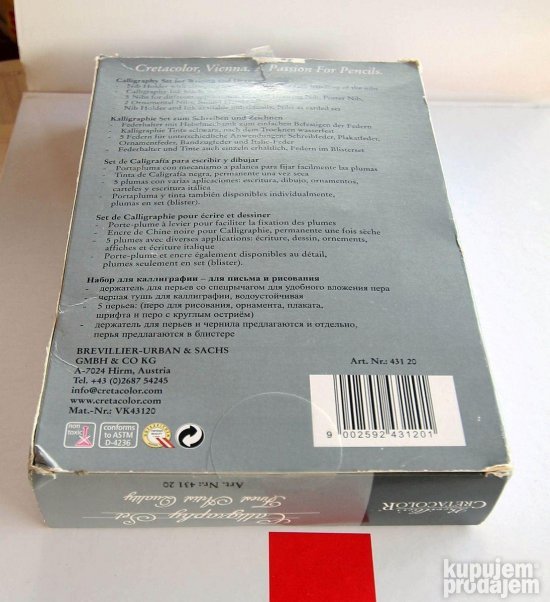 Cretacolor, Vienna. Passion For Pencils.
Calligraphy Set for Writing and
2 Ornamental Nibs,
Kalligraphie Set zum Schreiben und Zeichnen
- Federhalter mit Hebelmechanik zum einfachen Befestigen der Federn
- Kalligraphie Tinte schwarz, nach dem Trocknen wasserfest
- 5 Federn für unterschiedliche Anwendungen: Schreibfeder, Plakatfeder,
Ornamentfeder, Bandzugfeder und
- Federhalter und Tinte auch einzeln erhältlich, Federn im Blisterset
Set de Caligrafía para escribir y dibujar
- Portapluma con mecanismo a palanca para fijar facilmente las plumas
- Tinta de Caligrafía negra, permanente una vez seca
- 5 plumas con varias aplicaciones: escritura, dibujo, ornamentos,
carteles y escritura itálica
- Portapluma y tinta también disponibles individualmente,
plumas en set (blister).
Set de Calligraphie pour écrire et dessiner
- Porte-plume à levier pour faciliter la fixation des plumes
- Encre de Chine noire pour Calligraphie, permanente une fois sèche
- 5 plumes avec diverses applications: écriture, dessin, ornements,
affiches et écriture italique
- Porte-plume et encre également disponibles au détail,
plumes seulement en set (blister).
Набор для каллиграфии – для письма и рисования
- держатель для перьев со спецрычагом для удобного вложения пера
- черная тушь для каллиграфии, водоустойчивая
- 5 перьев: (перо для рисования, орнамента, плаката,
шрифта и перо с круглым острием)
- держатель для перьев и чернила предлагаются и отдельно,
перья предлагаются в блистере
BREVILLIER-URBAN & SACHS
GMBH & CO KG
A-7024 Hirm, Austria
Tel. +43 (0)2687 54245
info@cretacolor.com
www.cretacolor.com
Mat.-Nr.: VK43120
Art. Nr.: 431 20
9 002592 431201
non toxic
conforms
to ASTM
D-4236
Art. Nr.: 431 20
Finest Artist Quality
Calligraphy Set
CRETACOLOR
kupujem
prodajem